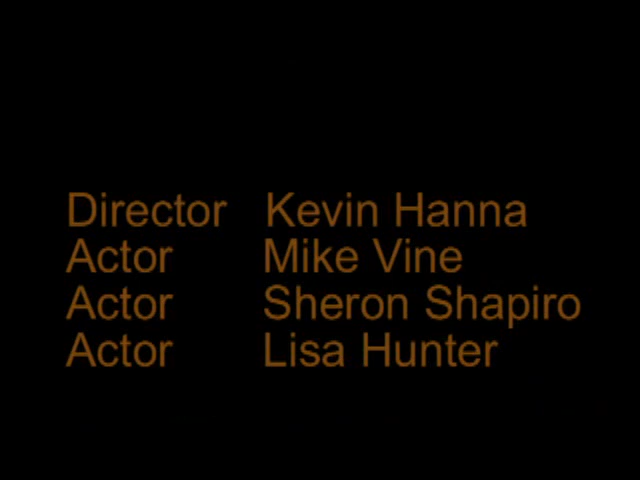 Director Kevin Hanna
Actor Mike Vine
Actor Sheron Shapiro
Actor Lisa Hunter